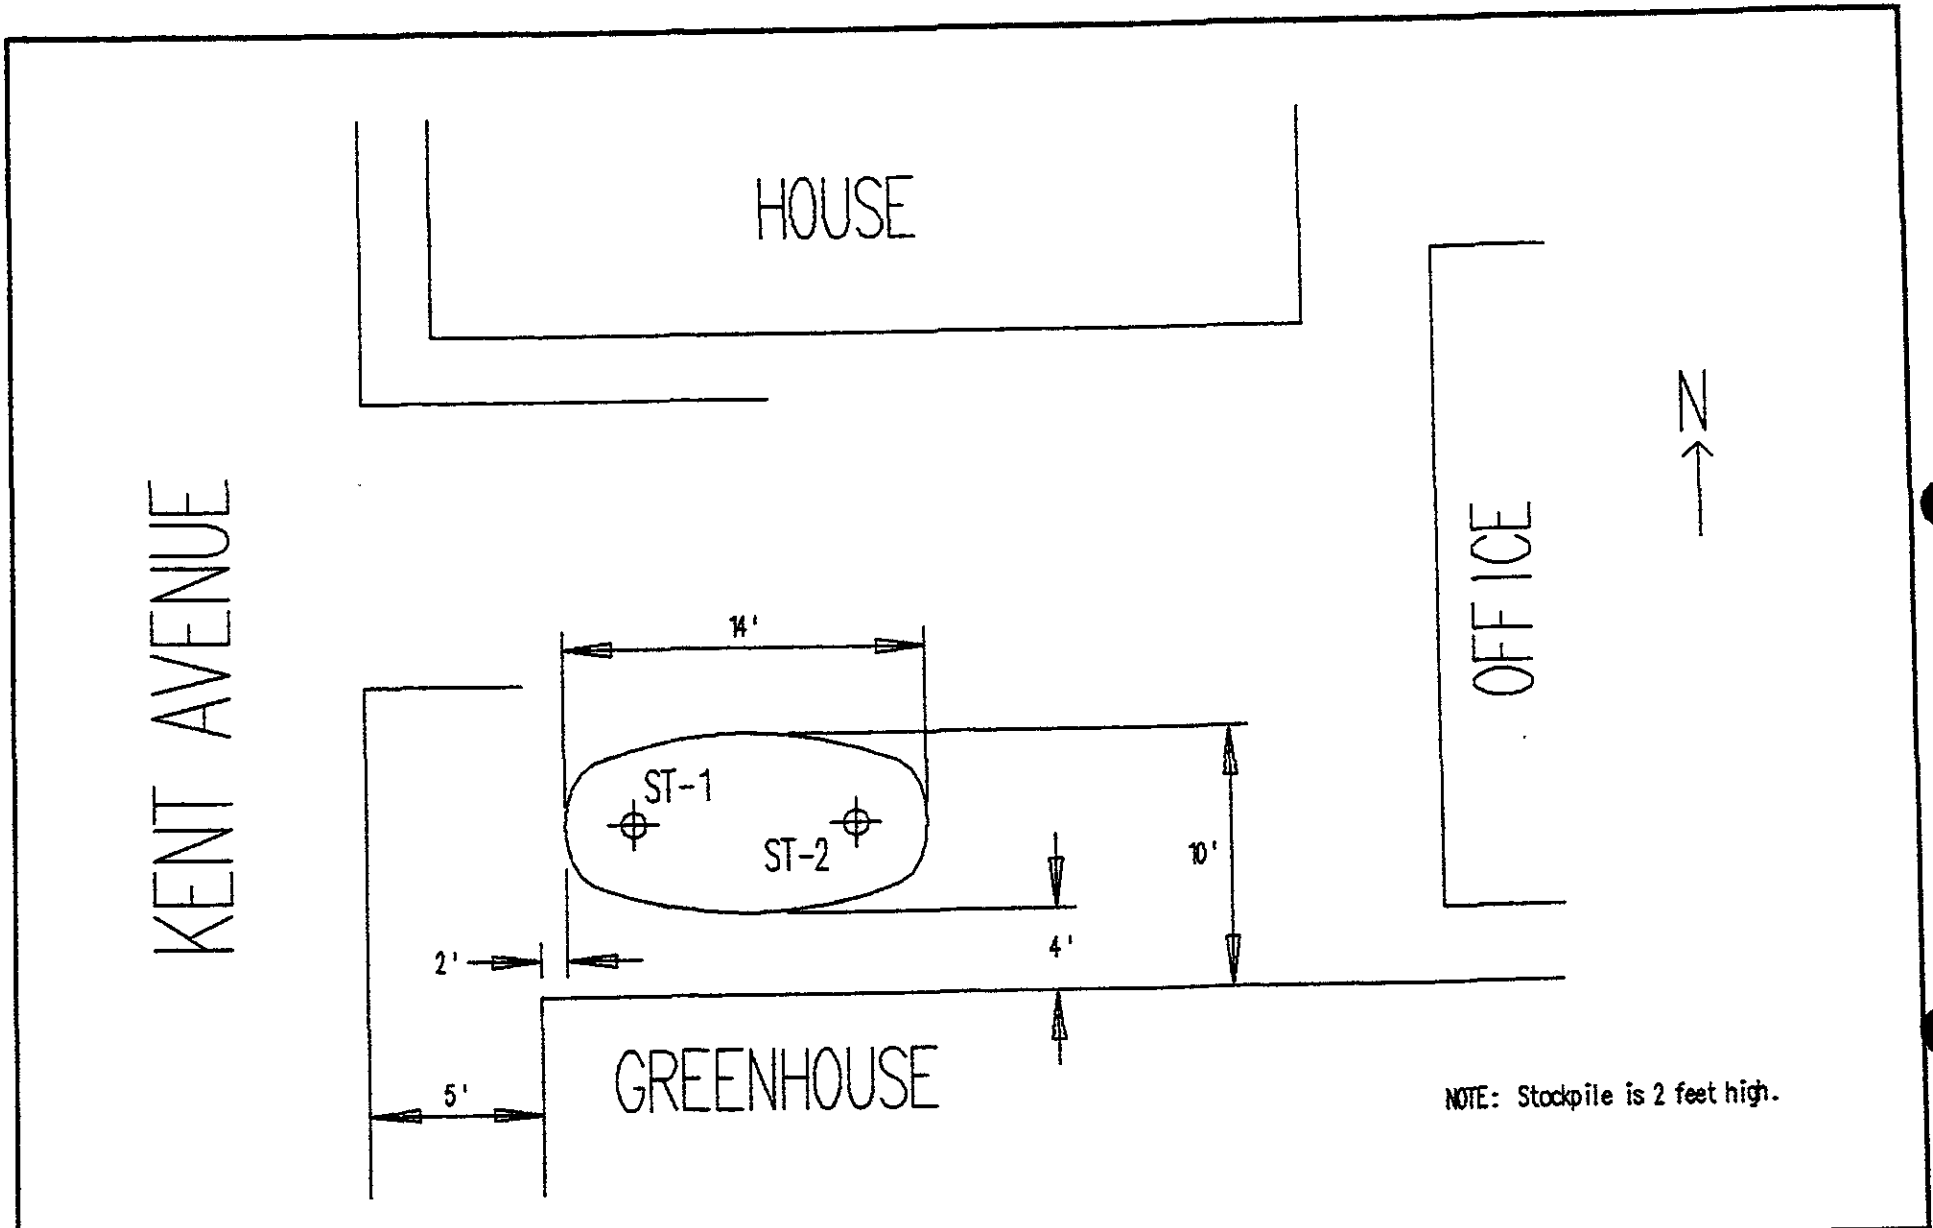 HOUSE
N
KENT AVENUE
OFFICE
14'
ST-1
ST-2
10'
4'
2'
5'
GREENHOUSE
NOTE: Stockpile is 2 feet high.